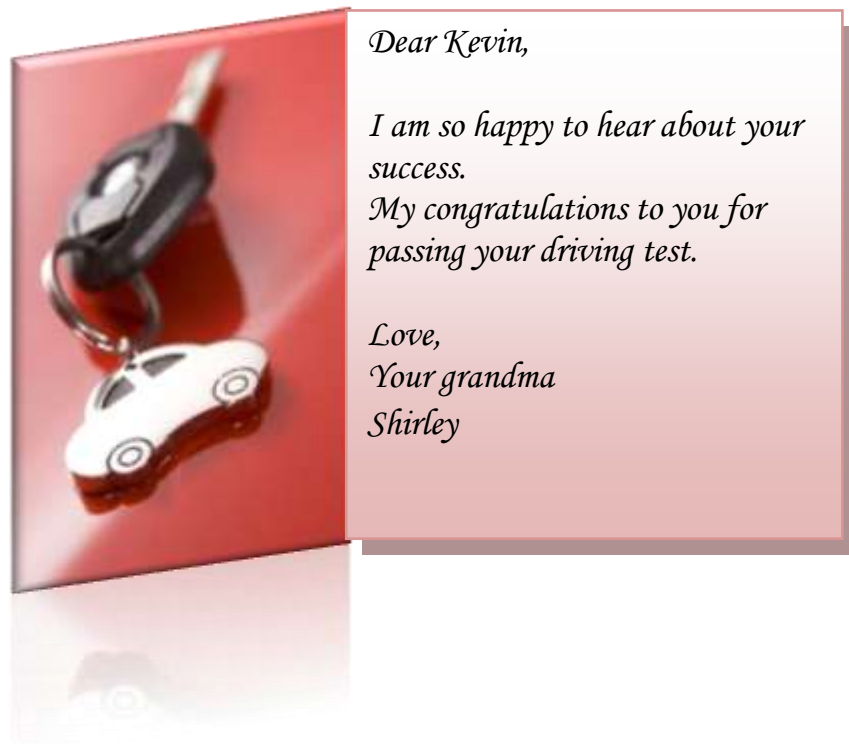 Dear Kevin,
I am so happy to hear about your
success.
My congratulations to you for
passing your driving test.
Love,
Your grandma
Shirley